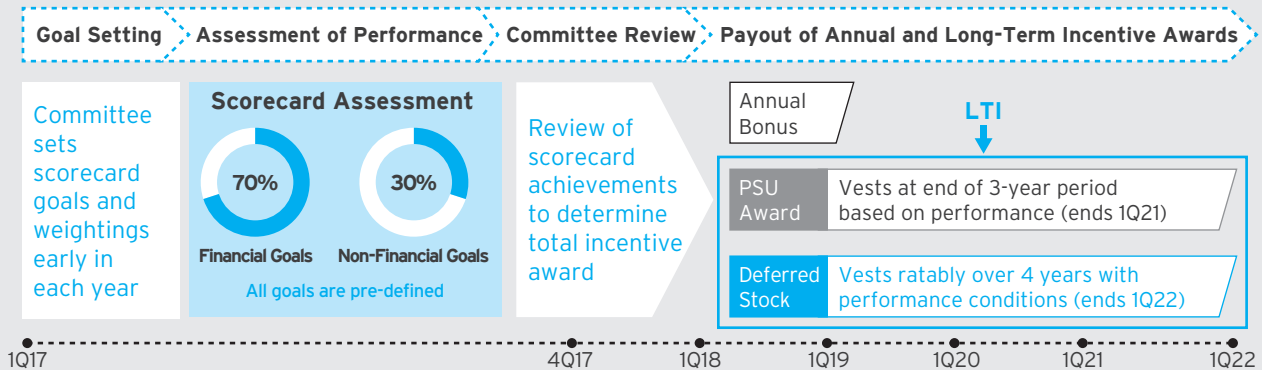 Goal Setting
Assessment of Performance
Committee Review
Payout of Annual and Long-Term Incentive Awards
Committee
sets
scorecard
goals and
weightings
early in
each year
Scorecard Assessment
70%
30%
Financial Goals
Non-Financial Goals
All goals are pre-defined
Review of
scorecard
achievements
to determine
total incentive
award
Annual
Bonus
LTI
PSU
Award
Vests at end of 3-year period
based on performance (ends 1Q21)
Deferred
Stock
Vests ratably over 4 years with
performance conditions (ends 1Q22)
1Q17
4Q17
1Q18
1Q19
1Q20
1Q21
1Q22